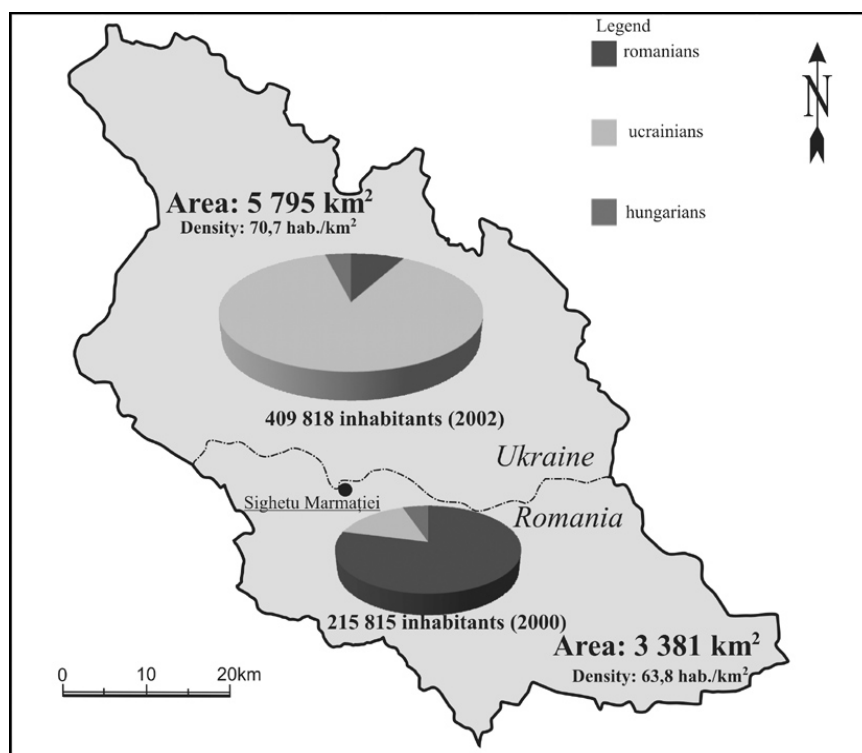 Legend
romanians
N
ucrainians
hungarians
Area: 5 795 km²
Density: 70,7 hab./km²
409 818 inhabitants (2002)
Ukraine
Sighetu Marmației
Romania
215 815 inhabitants (2000)
Area: 3 381 km²
Density: 63,8 hab./km²
0 10 20km